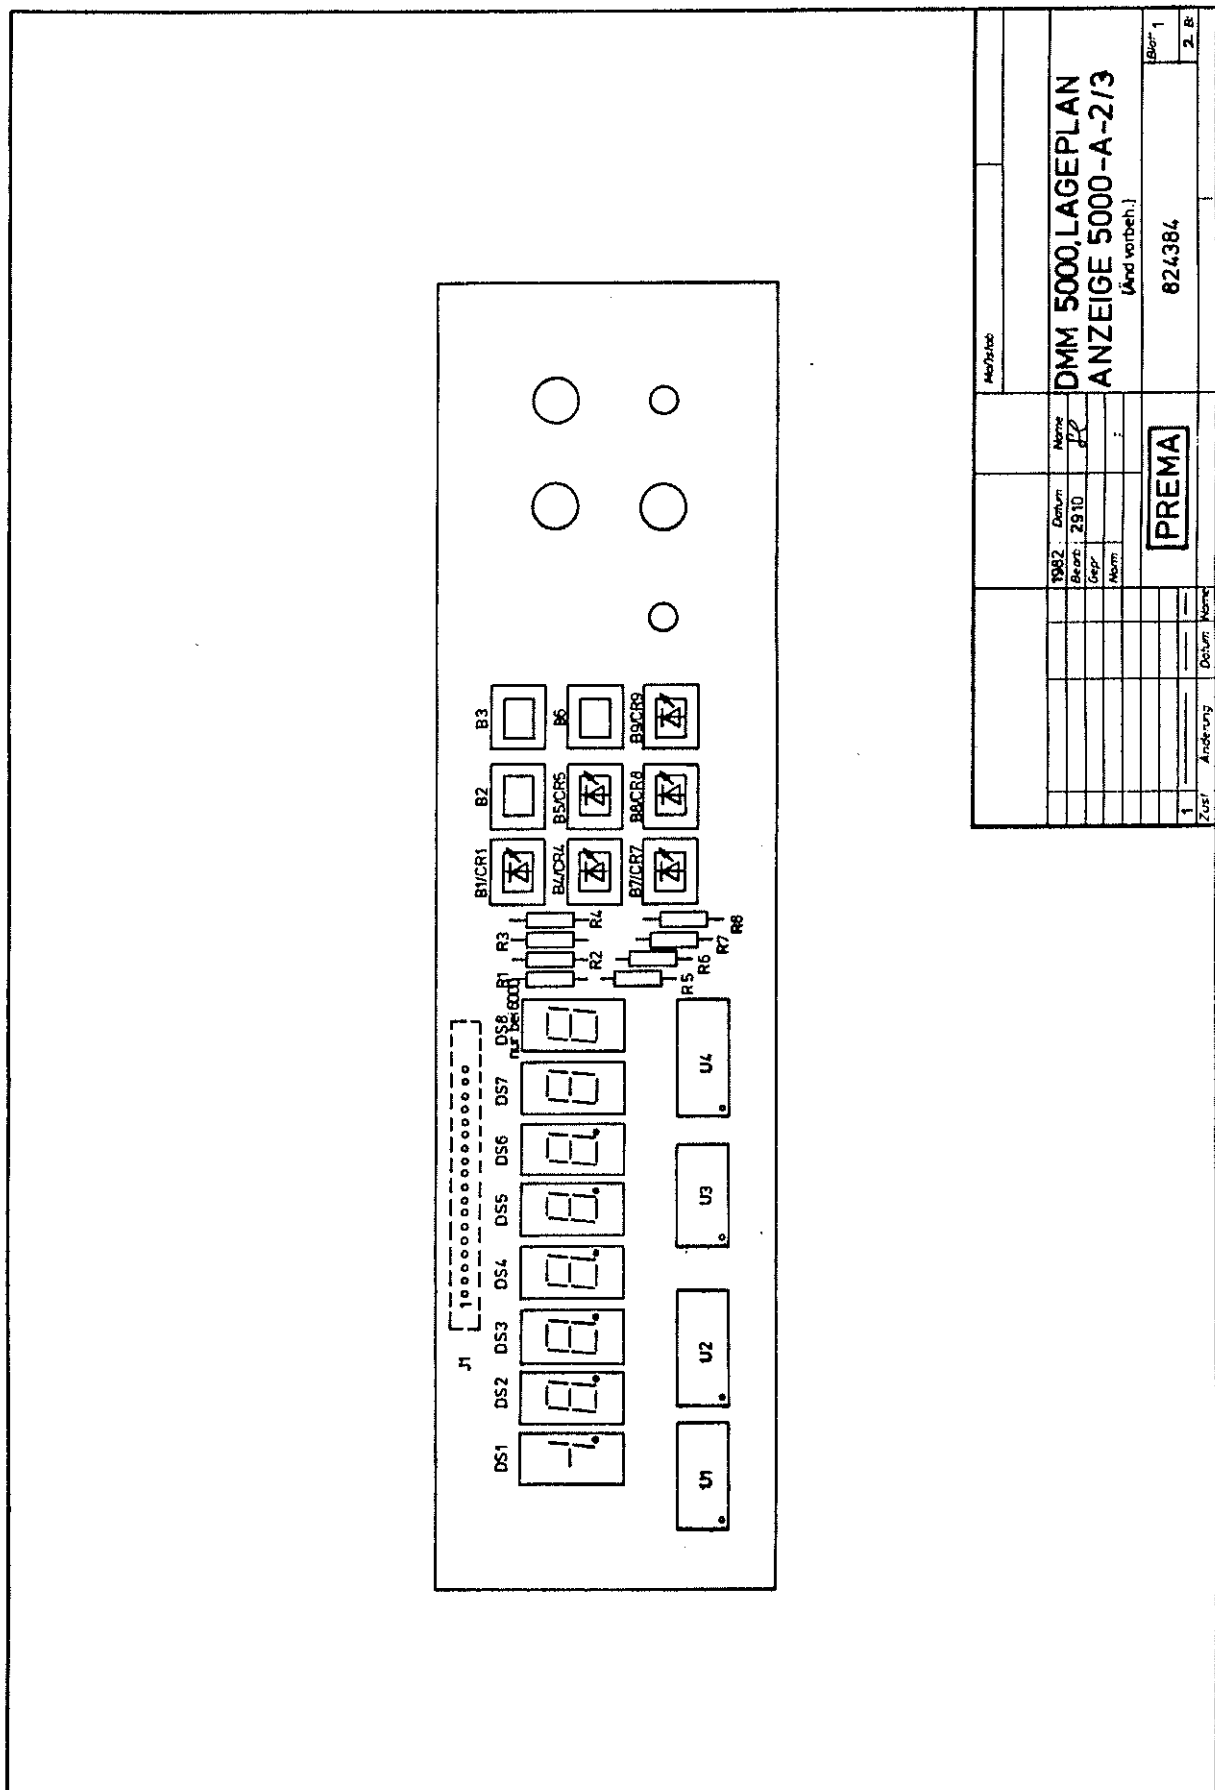 J1
1
DS1
DS2
DS3
DS4
DS5
DS6
DS7
DS8
nur bei 6000
R1
R3
R2
R4
R5
R6
R7
R8
B1/CR1
B2
B3
B4/CR4
B5/CR5
B6
B7/CR7
B8/CR8
B9/CR9
U1
U2
U3
U4
Maßstab
1982
Datum
Name
Bearb
2910
Gepr
Norm
DMM 5000, LAGEPLAN
ANZEIGE 5000-A-2/3
(Änd vorbeh.)
PREMA
824384
Blatt 1
2 Bl
1
Zust
Änderung
Datum
Name